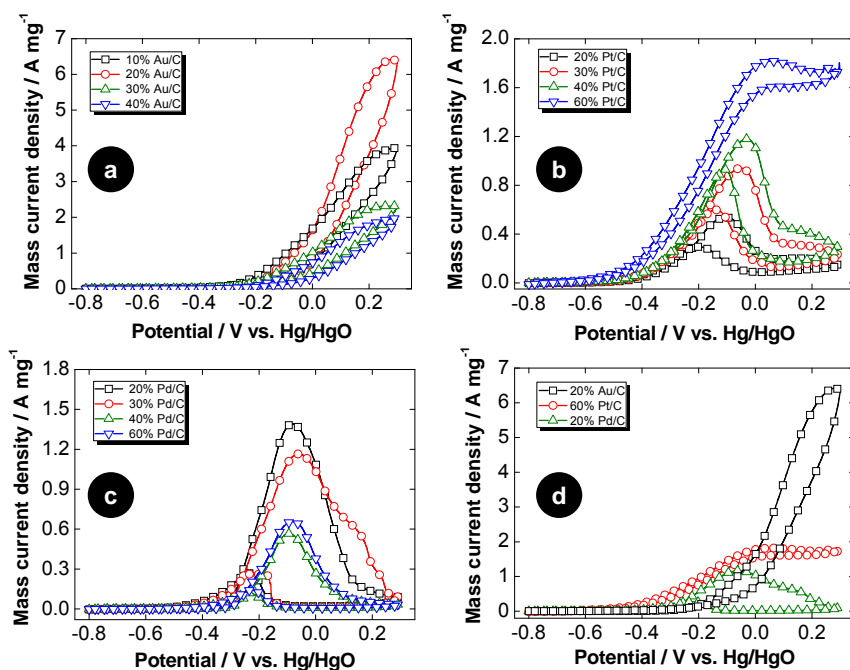 7
6
5
4
3
2
1
0
Mass current density / A mg⁻¹
10% Au/C
20% Au/C
30% Au/C
40% Au/C
a
-0.8 -0.6 -0.4 -0.2 0.0 0.2
Potential / V vs. Hg/HgO
2.0
1.6
1.2
0.8
0.4
0.0
Mass current density / A mg⁻¹
20% Pt/C
30% Pt/C
40% Pt/C
60% Pt/C
b
-0.8 -0.6 -0.4 -0.2 0.0 0.2
Potential / V vs. Hg/HgO
1.8
1.5
1.2
0.9
0.6
0.3
0.0
Mass current density / A mg⁻¹
20% Pd/C
30% Pd/C
40% Pd/C
60% Pd/C
c
-0.8 -0.6 -0.4 -0.2 0.0 0.2
Potential / V vs. Hg/HgO
7
6
5
4
3
2
1
0
Mass current density / A mg⁻¹
20% Au/C
60% Pt/C
20% Pd/C
d
-0.8 -0.6 -0.4 -0.2 0.0 0.2
Potential / V vs. Hg/HgO